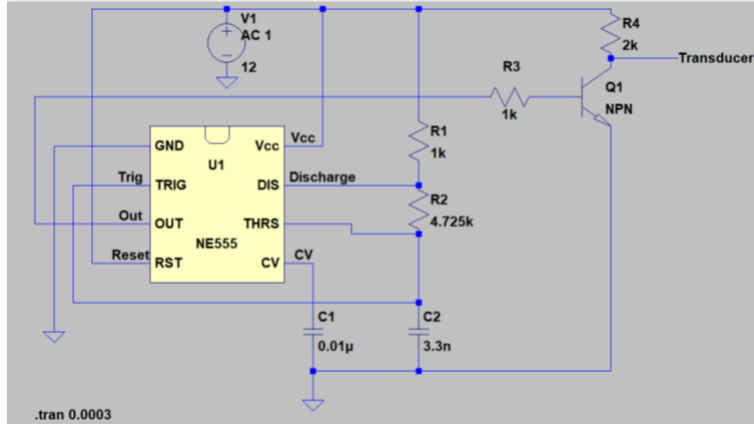 V1
AC 1
12
R4
2k
Transducer
R3
1k
Q1
NPN
R1
1k
GND
Vcc
Vcc
U1
Trig
TRIG
DIS
Discharge
R2
4.725k
Out
OUT
THRS
NE555
Reset
RST
CV
CV
C1
0.01µ
C2
3.3n
.tran 0.0003